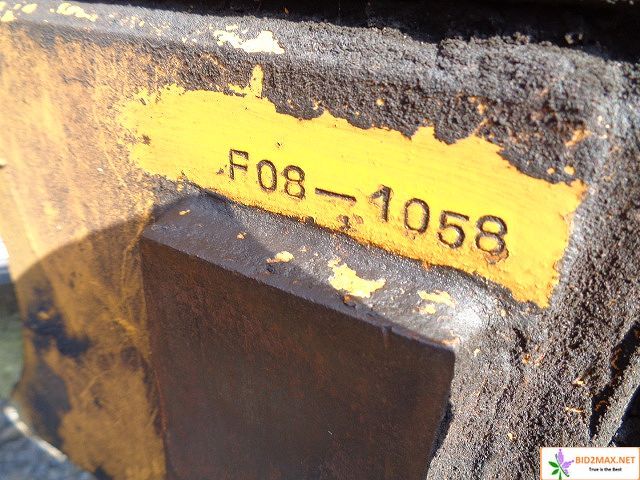 F08-1058
BID2MAX.NET
True is the Best